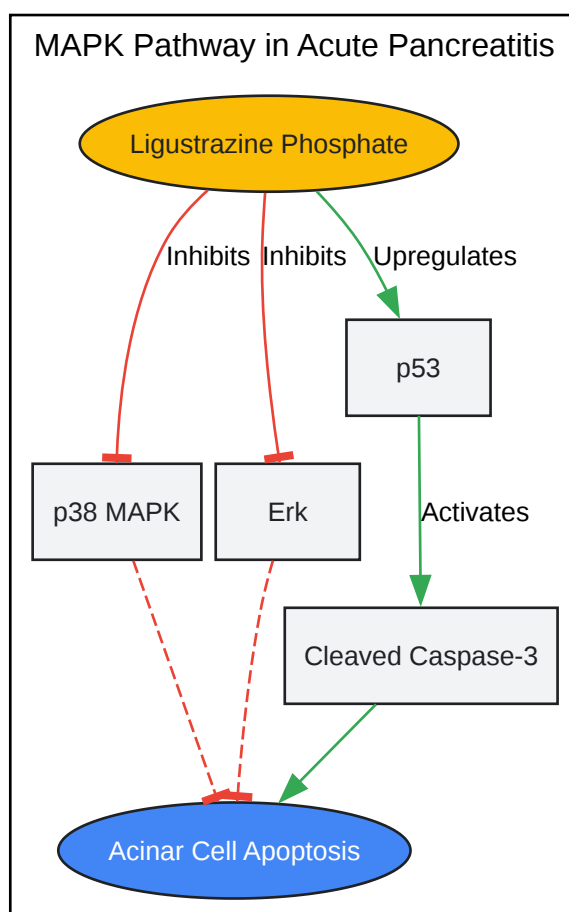 MAPK Pathway in Acute Pancreatitis
Ligustrazine Phosphate
Inhibits
Inhibits
Upregulates
p53
p38 MAPK
Erk
Activates
Cleaved Caspase-3
Acinar Cell Apoptosis